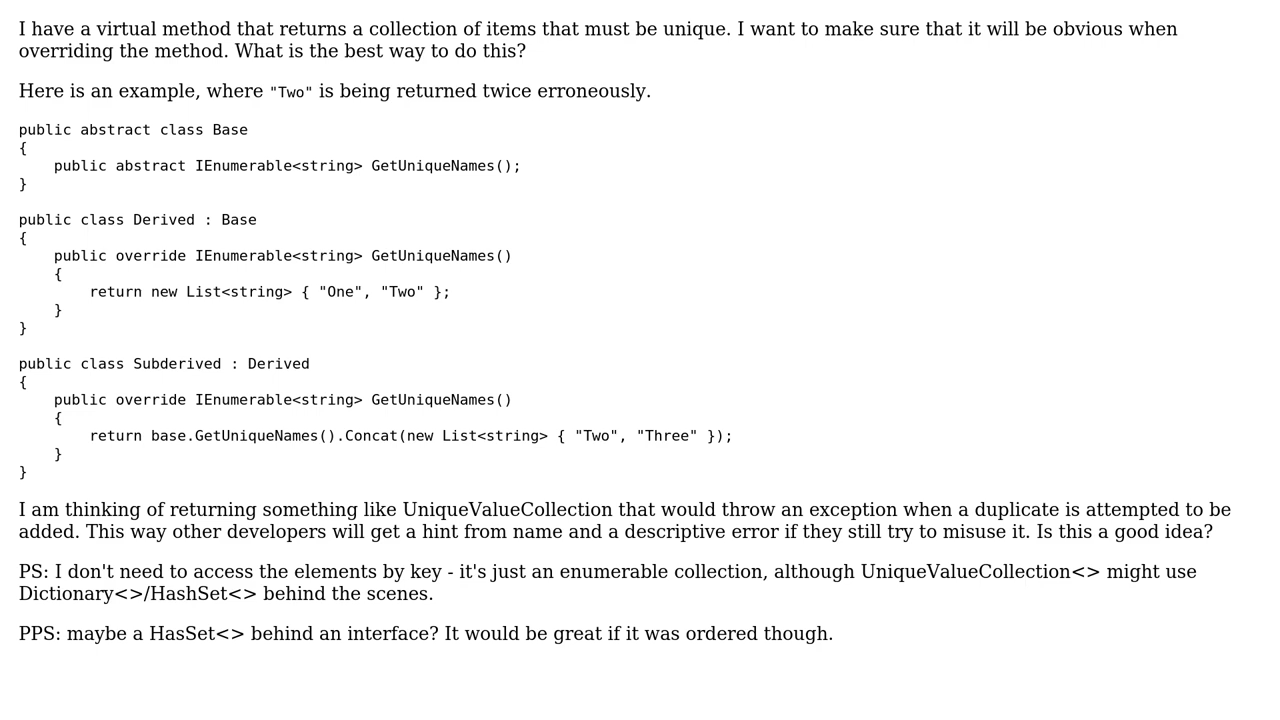 I have a virtual method that returns a collection of items that must be unique. I want to make sure that it will be obvious when
overriding the method. What is the best way to do this?
Here is an example, where "Two" is being returned twice erroneously.
public abstract class Base
{
    public abstract IEnumerable<string> GetUniqueNames();
}
public class Derived : Base
{
    public override IEnumerable<string> GetUniqueNames()
    {
        return new List<string> { "One", "Two" };
    }
}
public class Subderived : Derived
{
    public override IEnumerable<string> GetUniqueNames()
    {
        return base.GetUniqueNames().Concat(new List<string> { "Two", "Three" });
    }
}
I am thinking of returning something like UniqueValueCollection that would throw an exception when a duplicate is attempted to be
added. This way other developers will get a hint from name and a descriptive error if they still try to misuse it. Is this a good idea?
PS: I don't need to access the elements by key - it's just an enumerable collection, although UniqueValueCollection<> might use
Dictionary<>/HashSet<> behind the scenes.
PPS: maybe a HasSet<> behind an interface? It would be great if it was ordered though.